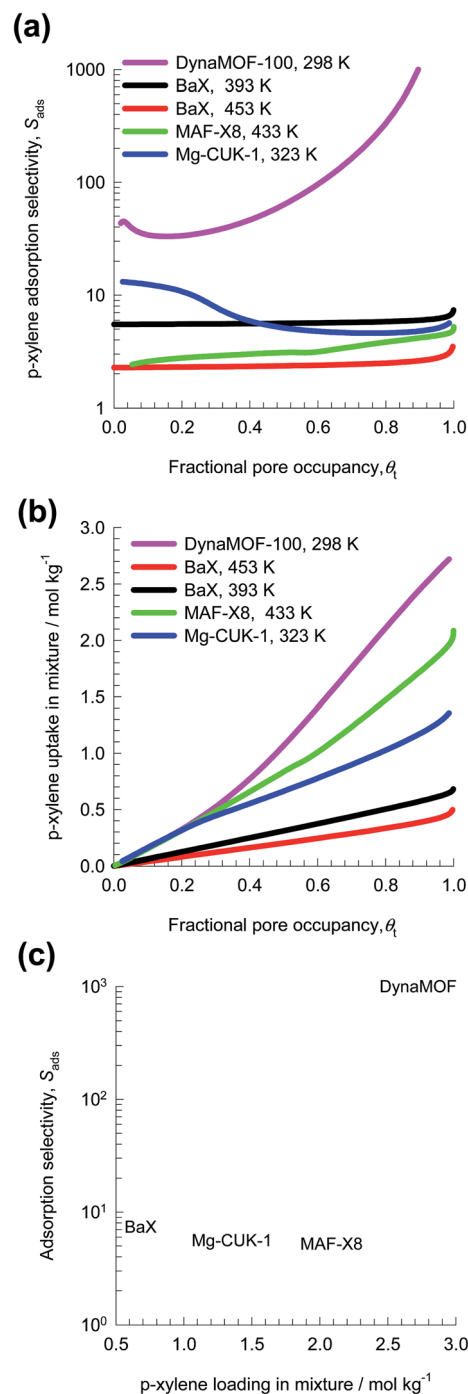 (a)
DynaMOF-100, 298 K
BaX, 393 K
BaX, 453 K
MAF-X8, 433 K
Mg-CUK-1, 323 K
p-xylene adsorption selectivity, Sads
1000
100
10
1
0.0 0.2 0.4 0.6 0.8 1.0
Fractional pore occupancy,θt
(b)
DynaMOF-100, 298 K
BaX, 453 K
BaX, 393 K
MAF-X8, 433 K
Mg-CUK-1, 323 K
p-xylene uptake in mixture / mol kg-1
3.0
2.5
2.0
1.5
1.0
0.5
0.0
0.0 0.2 0.4 0.6 0.8 1.0
Fractional pore occupancy,θt
(c)
Adsorption selectivity, Sads
10³
10²
10¹
10⁰
DynaMOF
BaX
Mg-CUK-1
MAF-X8
0.5 1.0 1.5 2.0 2.5 3.0
p-xylene loading in mixture / mol kg-1